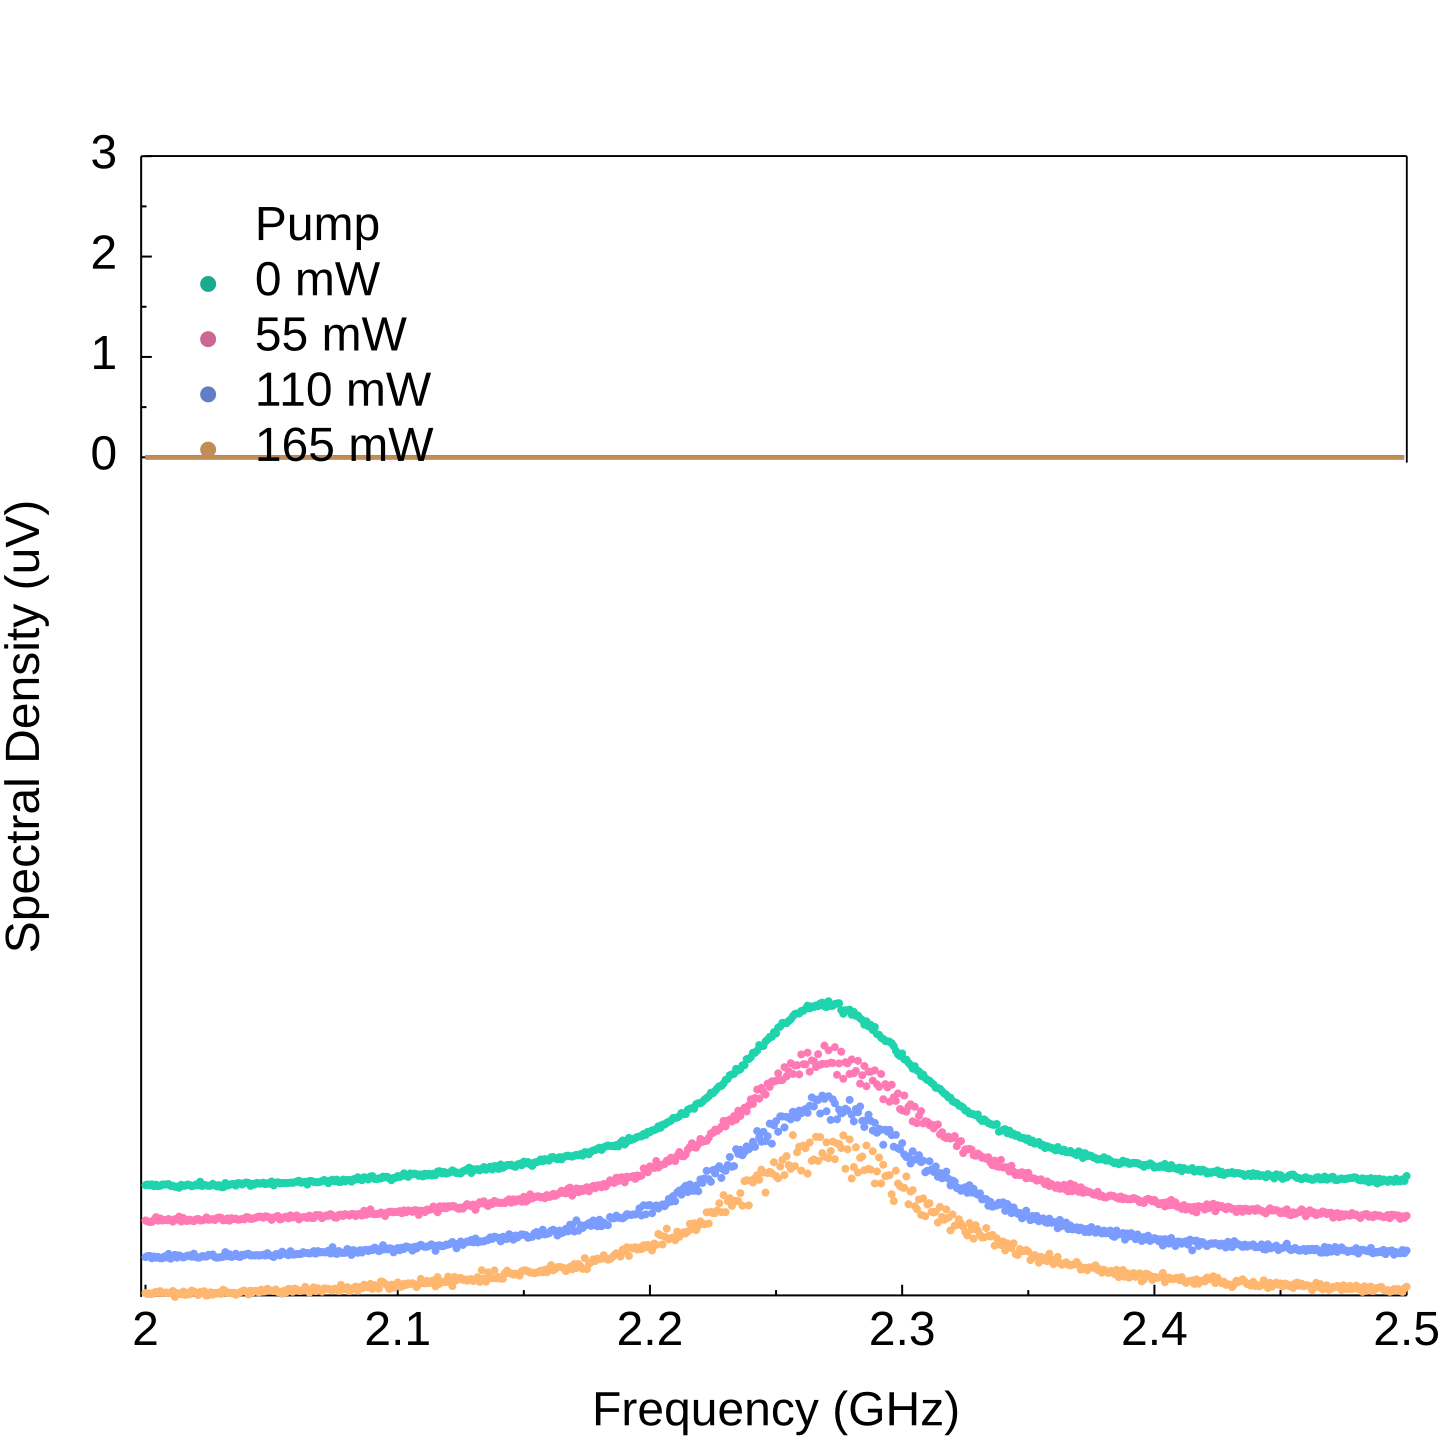 3
Pump
2
0 mW
55 mW
1
110 mW
165 mW
0
Spectral Density (uV)
2 2.1 2.2 2.3 2.4 2.5
Frequency (GHz)